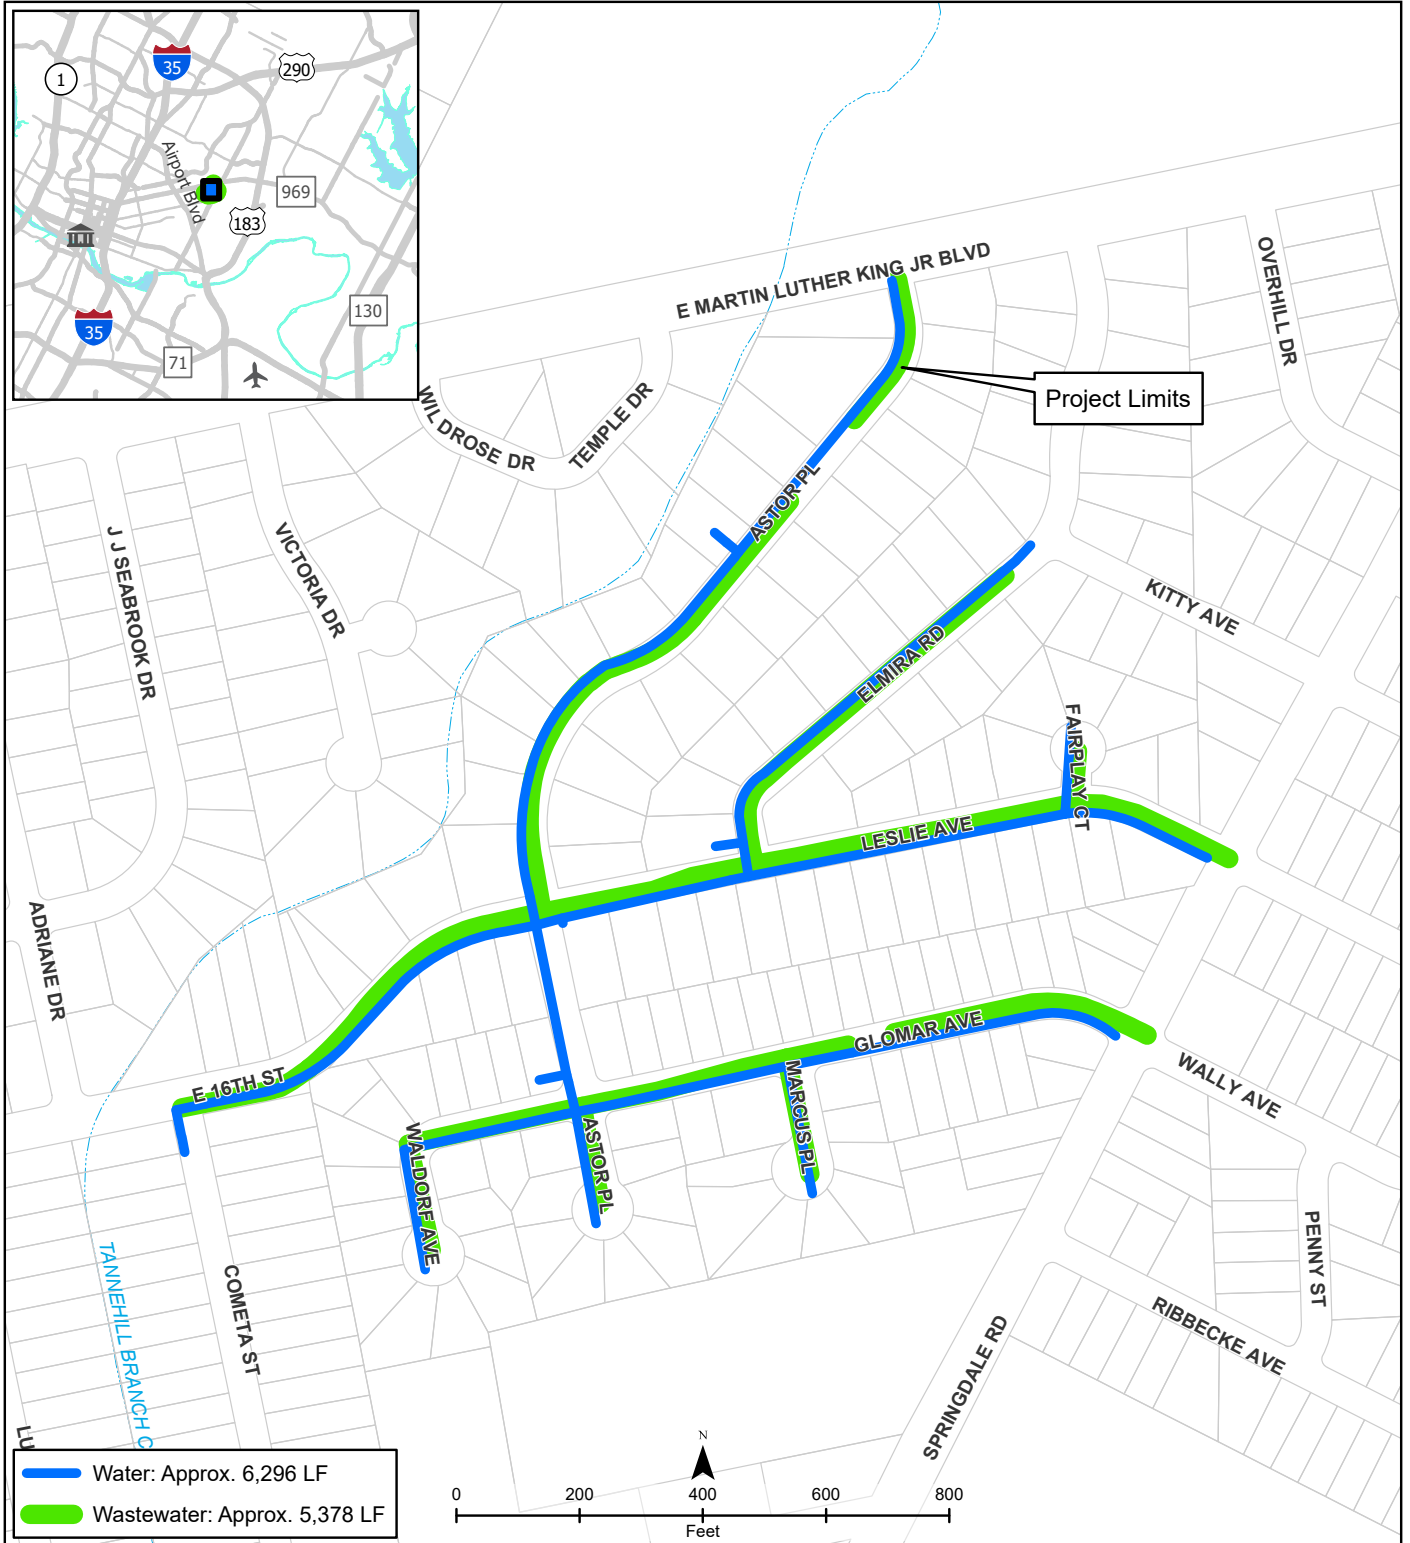 1
35
290
Airport Blvd
969
183
130
35
71
E MARTIN LUTHER KING JR BLVD
OVERHILL DR
Project Limits
WILDROSE DR
TEMPLE DR
ASTOR PL
J J SEABROOK DR
VICTORIA DR
KITTY AVE
ELMIRA RD
FAIRPLAY CT
LESLIE AVE
ADRIANE DR
GLOMAR AVE
E 16TH ST
MARCUS PL
WALLY AVE
WALDORF AVE
ASTOR PL
PENNY ST
TANNEHILL BRANCH C
COMETA ST
RIBBECKE AVE
SPRINGDALE RD
LU
N
Water: Approx. 6,296 LF
Wastewater: Approx. 5,378 LF
0 200 400 600 800
Feet